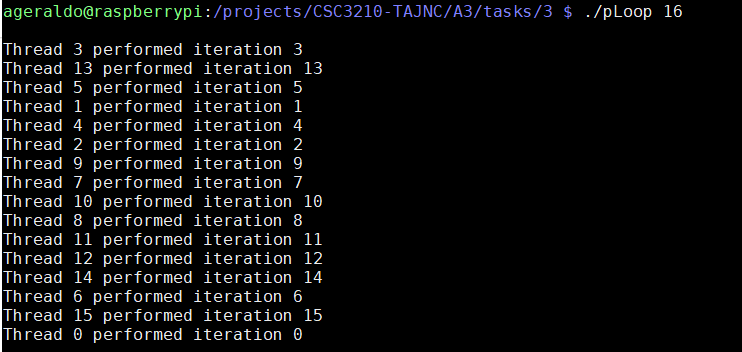 ageraldo@raspberrypi:/projects/CSC3210-TAJNC/A3/tasks/3 $ ./pLoop 16
Thread 3 performed iteration 3
Thread 13 performed iteration 13
Thread 5 performed iteration 5
Thread 1 performed iteration 1
Thread 4 performed iteration 4
Thread 2 performed iteration 2
Thread 9 performed iteration 9
Thread 7 performed iteration 7
Thread 10 performed iteration 10
Thread 8 performed iteration 8
Thread 11 performed iteration 11
Thread 12 performed iteration 12
Thread 14 performed iteration 14
Thread 6 performed iteration 6
Thread 15 performed iteration 15
Thread 0 performed iteration 0